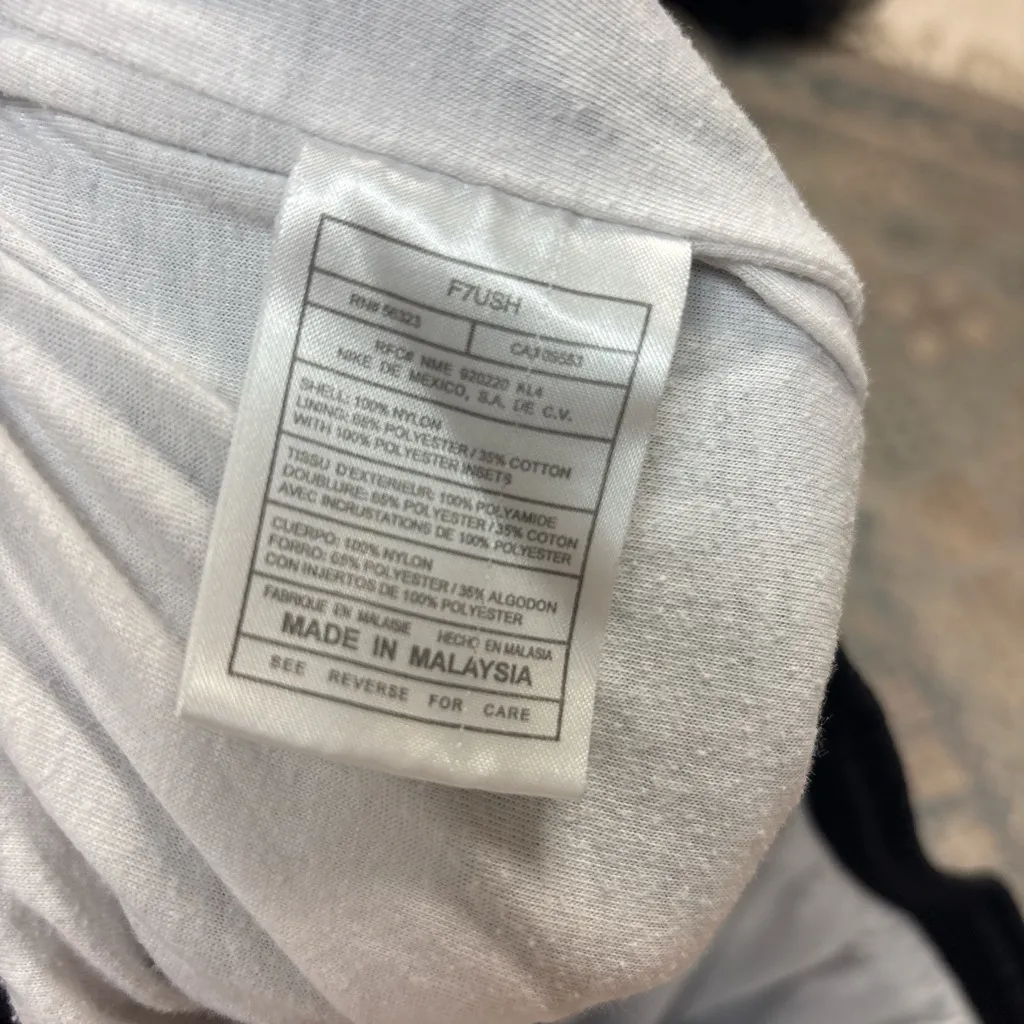 F7USH
RN# 56323 CA# 05553
RFC# NME 920220 KL4
NIKE DE MEXICO, S.A. DE C.V.
SHELL: 100% NYLON
LINING: 65% POLYESTER / 35% COTTON
WITH 100% POLYESTER INSETS
TISSU D'EXTERIEUR: 100% POLYAMIDE
DOUBLURE: 65% POLYESTER / 35% COTON
AVEC INCRUSTATIONS DE 100% POLYESTER
CUERPO: 100% NYLON
FORRO: 65% POLYESTER / 35% ALGODON
CON INJERTOS DE 100% POLYESTER
FABRIQUE EN MALAISIE HECHO EN MALASIA
MADE IN MALAYSIA
SEE REVERSE FOR CARE